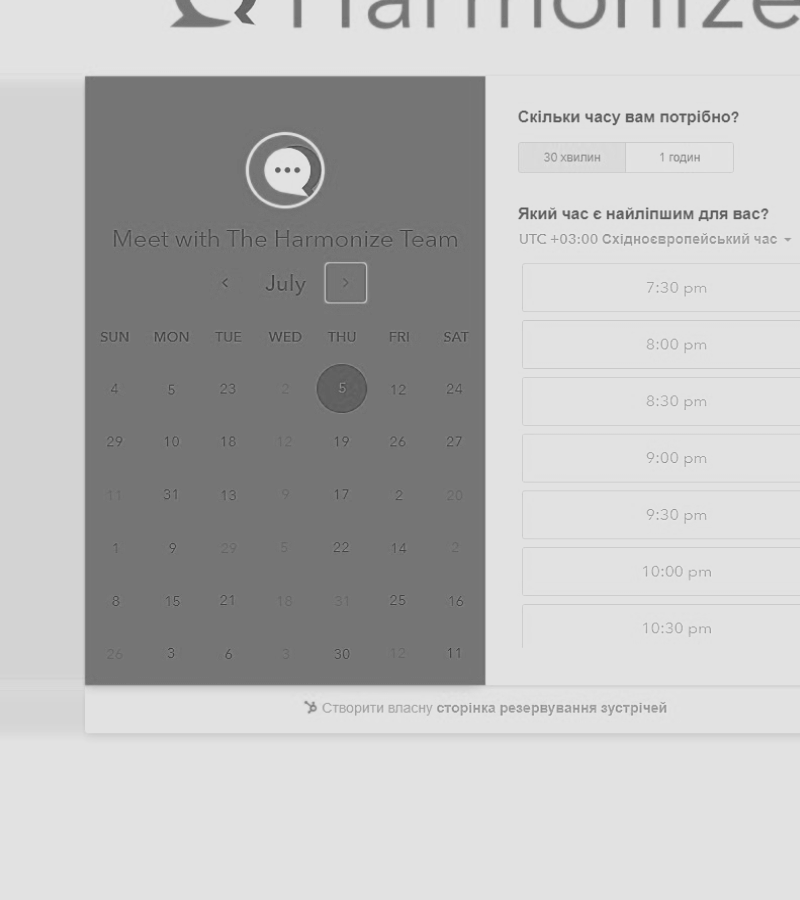 Harmonize
Meet with The Harmonize Team
July
SUN MON TUE WED THU FRI SAT
4 5 23 2 5 12 24
29 10 18 12 19 26 27
11 31 13 9 17 2 20
1 9 29 5 22 14 2
8 15 21 18 31 25 16
26 3 6 3 30 12 11
Скільки часу вам потрібно?
30 хвилин 1 годин
Який час є найліпшим для вас?
UTC +03:00 Східноєвропейський час
7:30 pm
8:00 pm
8:30 pm
9:00 pm
9:30 pm
10:00 pm
10:30 pm
Створити власну сторінка резервування зустрічей